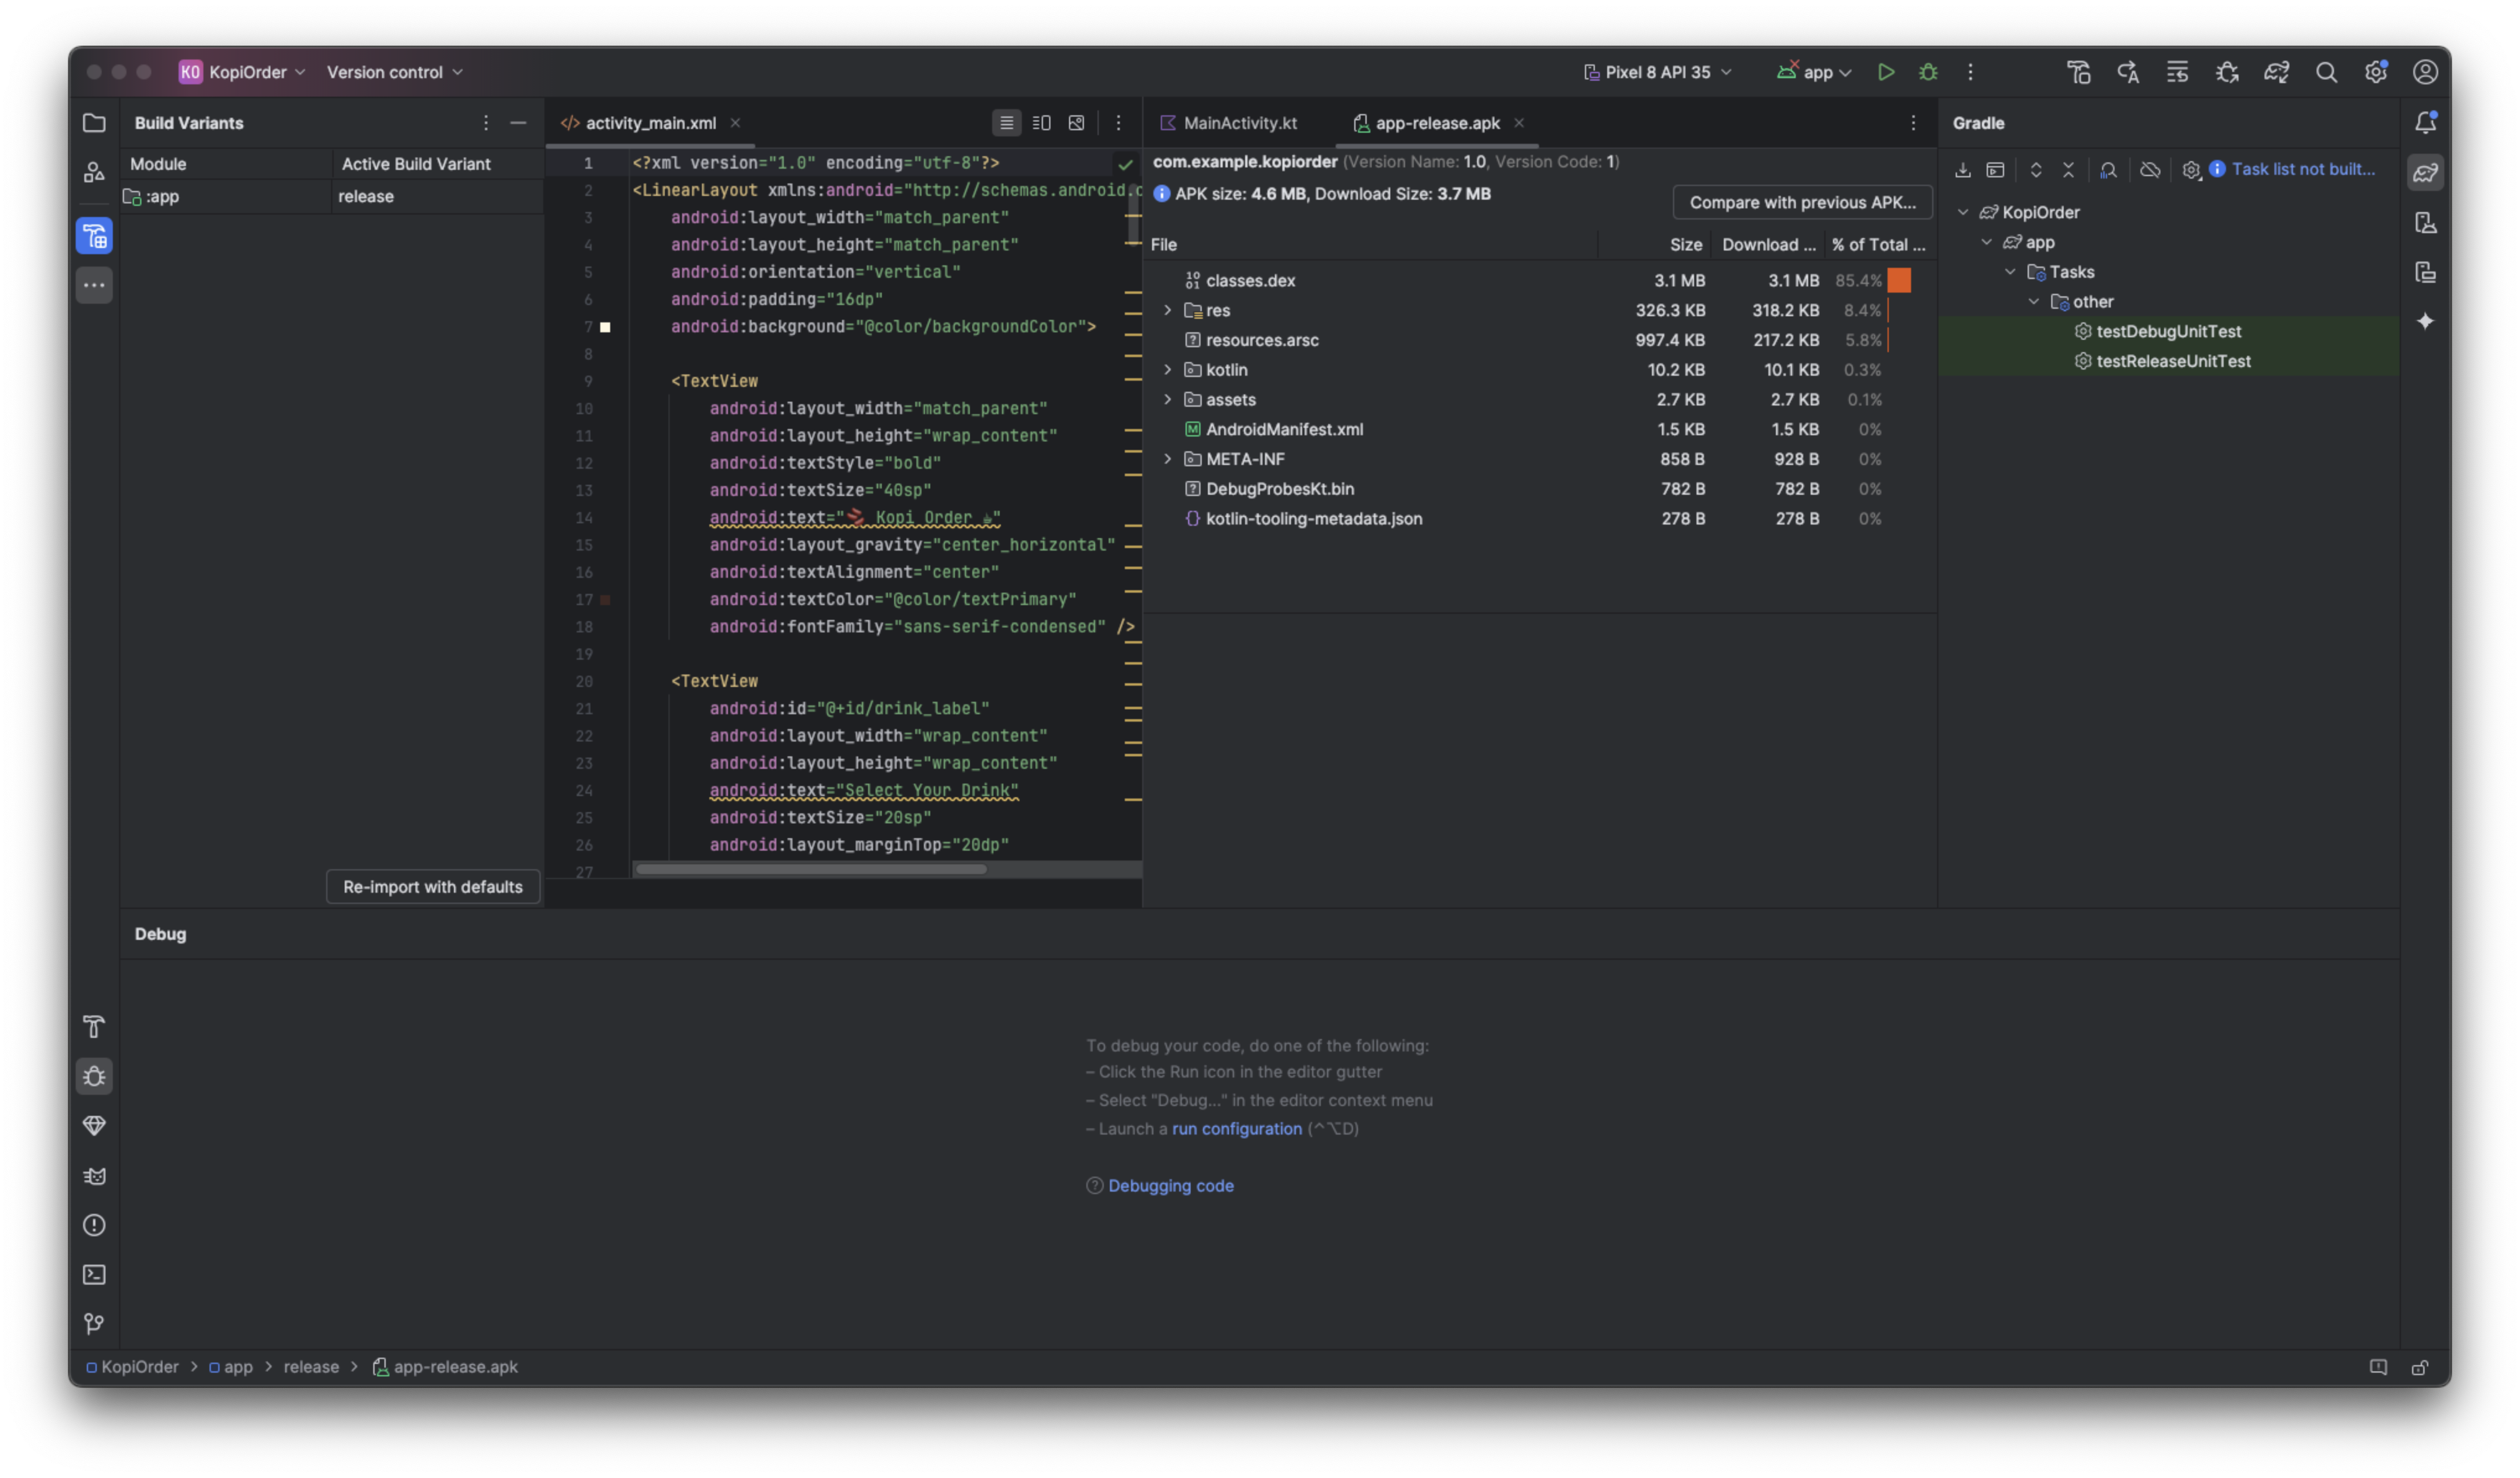 KO KopiOrder Version control
Pixel 8 API 35 app
Build Variants
Module Active Build Variant
:app release
Re-import with defaults
activity_main.xml
1 <?xml version="1.0" encoding="utf-8"?>
2 <LinearLayout xmlns:android="http://schemas.android.c
3 android:layout_width="match_parent"
4 android:layout_height="match_parent"
5 android:orientation="vertical"
6 android:padding="16dp"
7 android:background="@color/backgroundColor">
8
9 <TextView
10 android:layout_width="match_parent"
11 android:layout_height="wrap_content"
12 android:textStyle="bold"
13 android:textSize="40sp"
14 android:text="🫘 Kopi Order ☕"
15 android:layout_gravity="center_horizontal"
16 android:textAlignment="center"
17 android:textColor="@color/textPrimary"
18 android:fontFamily="sans-serif-condensed" />
19
20 <TextView
21 android:id="@+id/drink_label"
22 android:layout_width="wrap_content"
23 android:layout_height="wrap_content"
24 android:text="Select Your Drink"
25 android:textSize="20sp"
26 android:layout_marginTop="20dp"
27
MainActivity.kt app-release.apk
com.example.kopiorder (Version Name: 1.0, Version Code: 1)
APK size: 4.6 MB, Download Size: 3.7 MB
Compare with previous APK...
File Size Download ... % of Total ...
classes.dex 3.1 MB 3.1 MB 85.4%
res 326.3 KB 318.2 KB 8.4%
resources.arsc 997.4 KB 217.2 KB 5.8%
kotlin 10.2 KB 10.1 KB 0.3%
assets 2.7 KB 2.7 KB 0.1%
AndroidManifest.xml 1.5 KB 1.5 KB 0%
META-INF 858 B 928 B 0%
DebugProbesKt.bin 782 B 782 B 0%
kotlin-tooling-metadata.json 278 B 278 B 0%
Gradle
Task list not built...
KopiOrder
app
Tasks
other
testDebugUnitTest
testReleaseUnitTest
Debug
To debug your code, do one of the following:
– Click the Run icon in the editor gutter
– Select "Debug..." in the editor context menu
– Launch a run configuration (^⌥D)
Debugging code
KopiOrder > app > release > app-release.apk